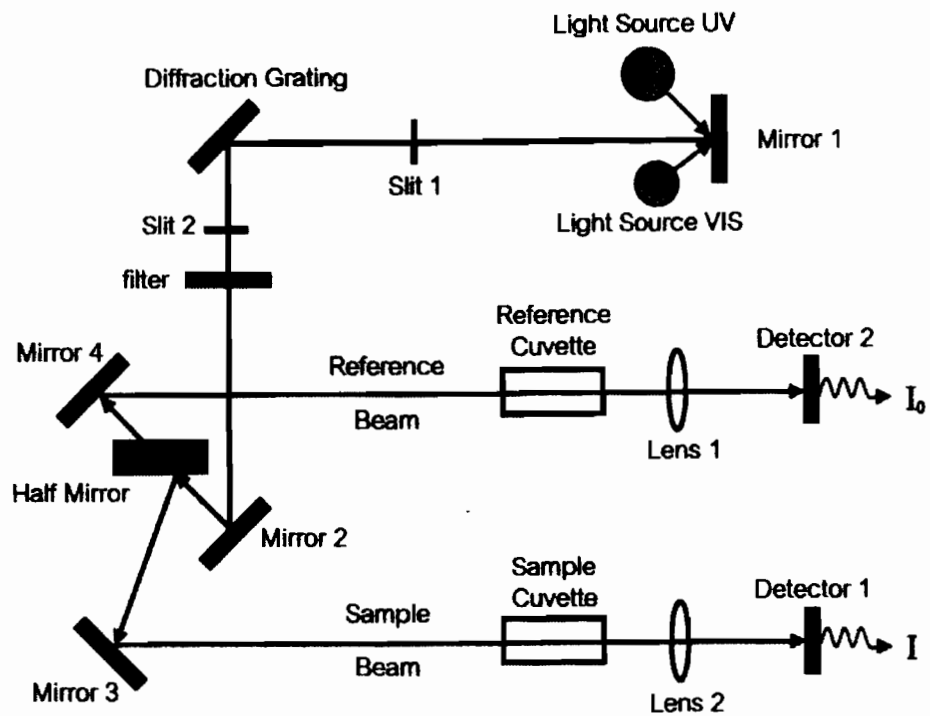 Light Source UV
Diffraction Grating
Mirror 1
Slit 1
Light Source VIS
Slit 2
filter
Mirror 4
Reference
Beam
Reference
Cuvette
Lens 1
Detector 2
I₀
Half Mirror
Mirror 2
Mirror 3
Sample
Beam
Sample
Cuvette
Lens 2
Detector 1
I